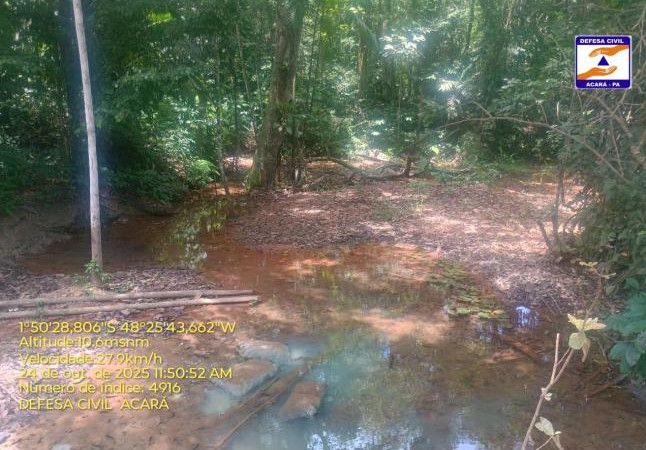 DEFESA CIVIL
ACARÁ - PA
1°50'28,806"S 48°25'43,662"W
Altitude:10.6msnm
Velocidade:27.9km/h
24 de out. de 2025 11:50:52
Número de índice: 4916
DEFESA CIVIL ACARÁ